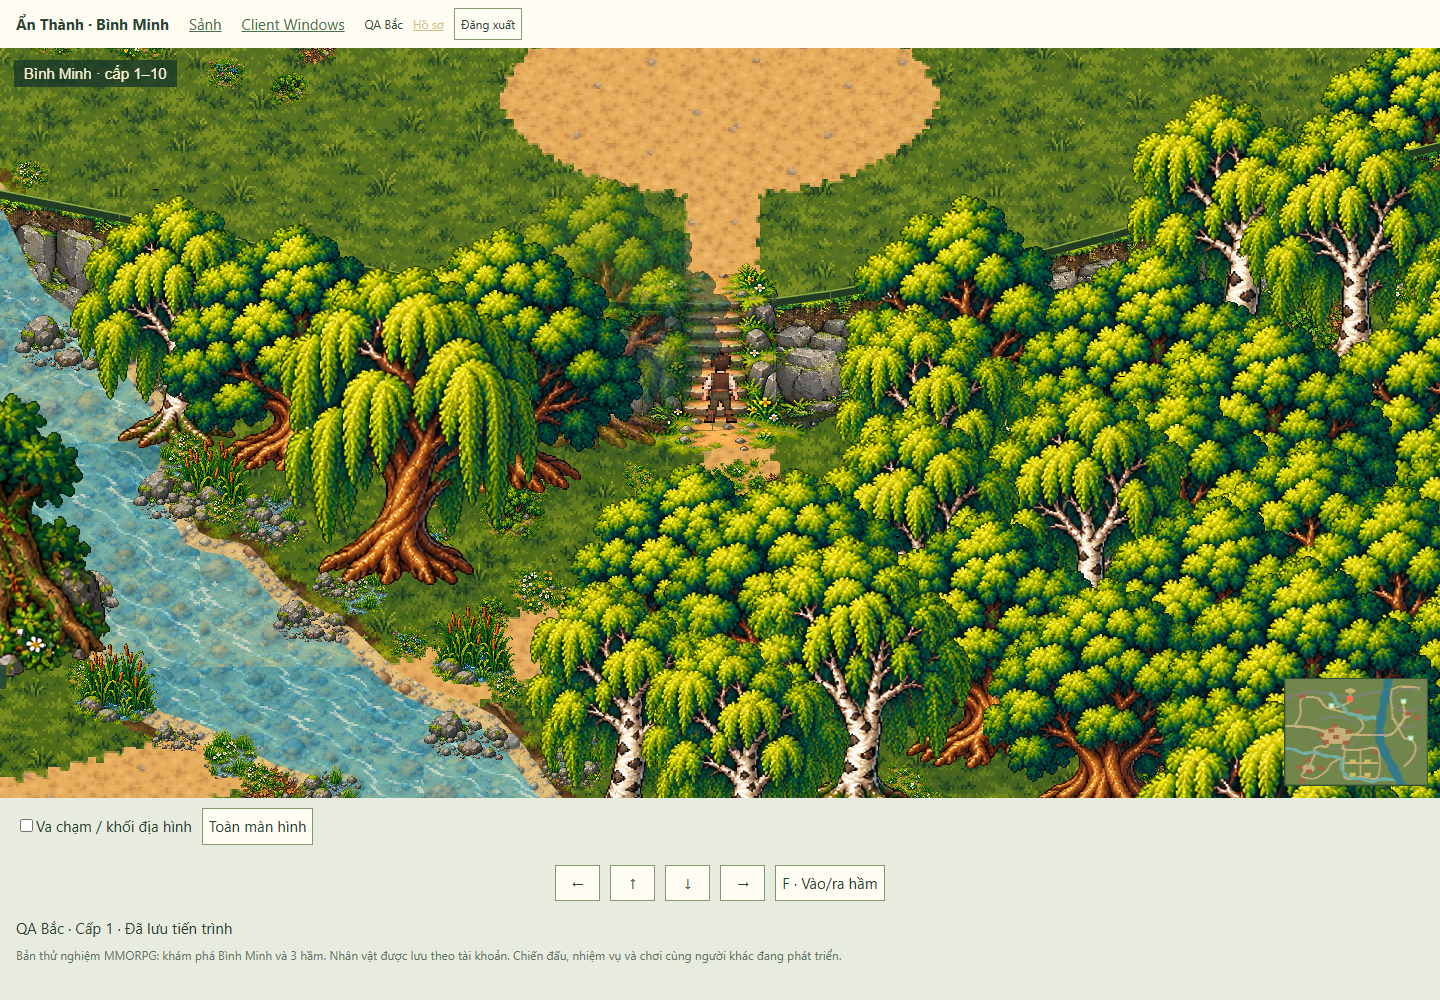 Ẩn Thành · Bình Minh Sảnh Client Windows QA Bắc Hồ sơ Đăng xuất
Bình Minh · cấp 1–10
Va chạm / khối địa hình Toàn màn hình
← ↑ ↓ → F · Vào/ra hầm
QA Bắc · Cấp 1 · Đã lưu tiến trình
Bản thử nghiệm MMORPG: khám phá Bình Minh và 3 hầm. Nhân vật được lưu theo tài khoản. Chiến đấu, nhiệm vụ và chơi cùng người khác đang phát triển.